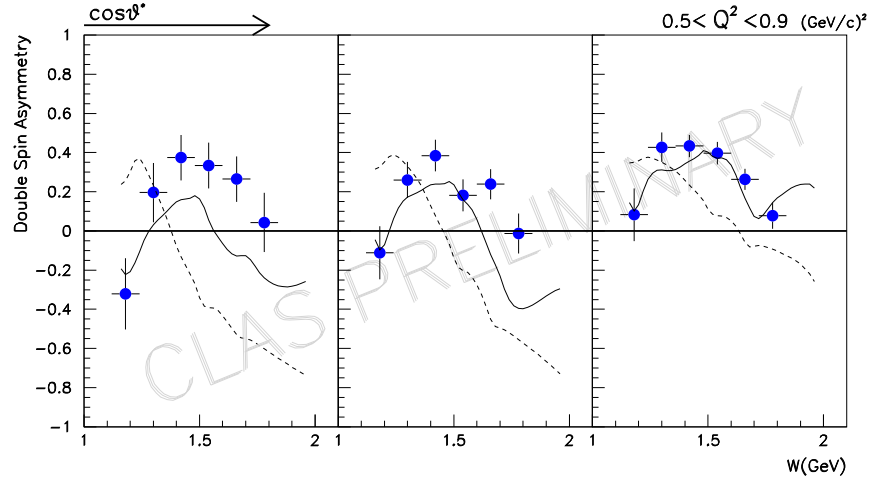 cosϑ*
0.5< Q² <0.9 (GeV/c)²
Double Spin Asymmetry
1
0.8
0.6
0.4
0.2
0
−0.2
−0.4
−0.6
−0.8
−1
CLAS PRELIMINARY
1 1.5 2 1 1.5 2 1 1.5 2
W(GeV)